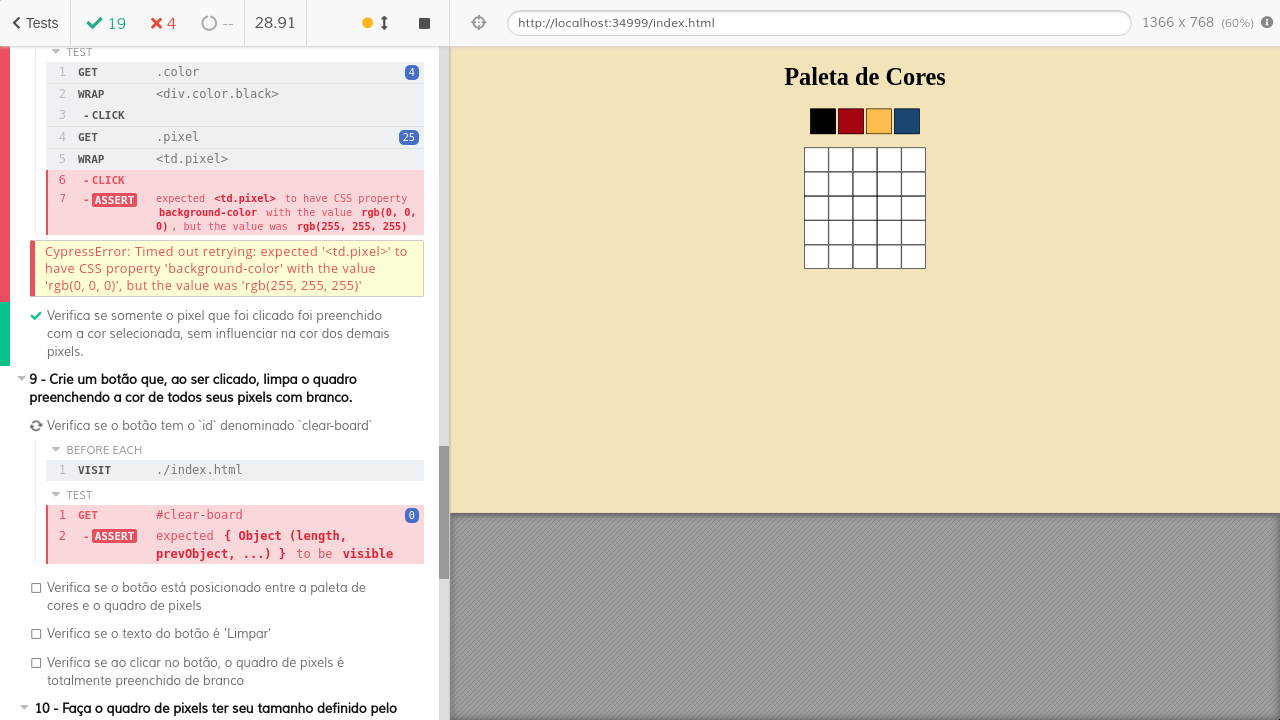 Tests
19
4
--
28.91
http://localhost:34999/index.html
1366 x 768 (60%)
TEST
1 GET .color 4
2 WRAP <div.color.black>
3 - CLICK
4 GET .pixel 25
5 WRAP <td.pixel>
6 - CLICK
7 - ASSERT expected <td.pixel> to have CSS property
background-color with the value rgb(0, 0,
0) , but the value was rgb(255, 255, 255)
CypressError: Timed out retrying: expected '<td.pixel>' to
have CSS property 'background-color' with the value
'rgb(0, 0, 0)', but the value was 'rgb(255, 255, 255)'
Verifica se somente o pixel que foi clicado foi preenchido
com a cor selecionada, sem influenciar na cor dos demais
pixels.
9 - Crie um botão que, ao ser clicado, limpa o quadro
preenchendo a cor de todos seus pixels com branco.
Verifica se o botão tem o `id` denominado `clear-board`
BEFORE EACH
1 VISIT ./index.html
TEST
1 GET #clear-board 0
2 - ASSERT expected { Object (length,
prevObject, ...) } to be visible
Verifica se o botão está posicionado entre a paleta de
cores e o quadro de pixels
Verifica se o texto do botão é 'Limpar'
Verifica se ao clicar no botão, o quadro de pixels é
totalmente preenchido de branco
10 - Faça o quadro de pixels ter seu tamanho definido pelo
Paleta de Cores